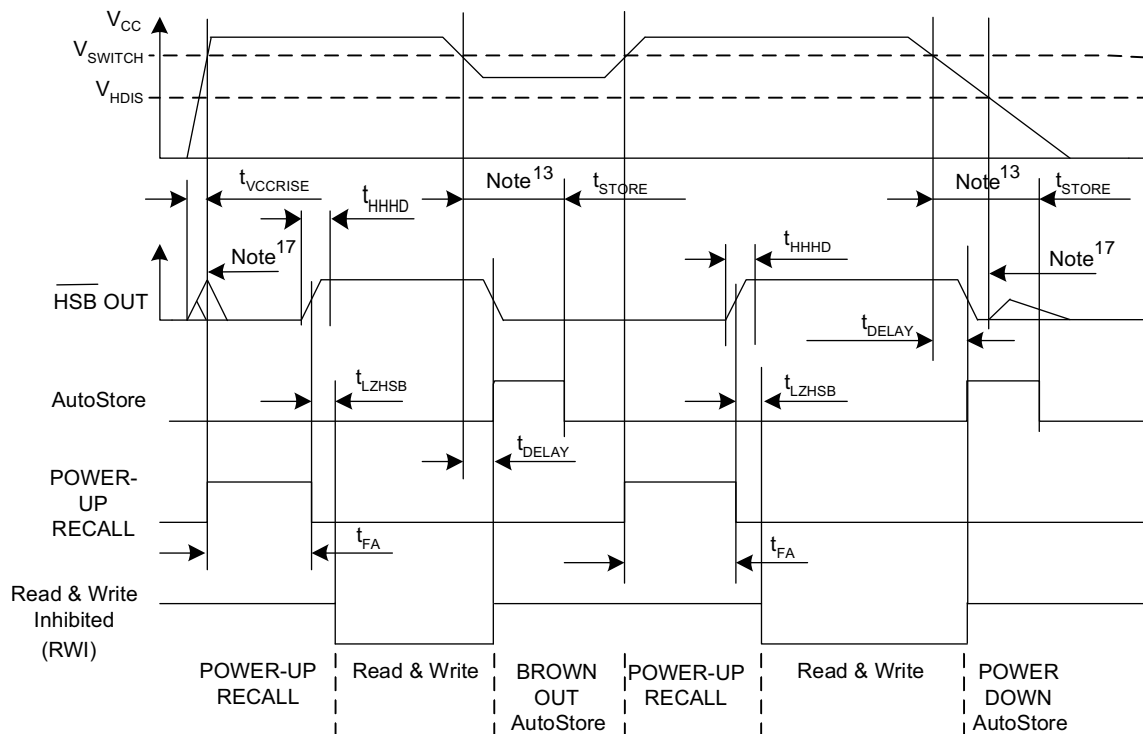 VCC
VSWITCH
VHDIS
tVCCRISE
Note13
tSTORE
Note13
tSTORE
tHHHD
Note17
tHHHD
Note17
HSB OUT
tDELAY
tLZHSB
tLZHSB
AutoStore
tDELAY
POWER-
UP
RECALL
tFA
tFA
Read & Write
Inhibited
(RWI)
POWER-UP
RECALL
Read & Write
BROWN
OUT
AutoStore
POWER-UP
RECALL
Read & Write
POWER
DOWN
AutoStore